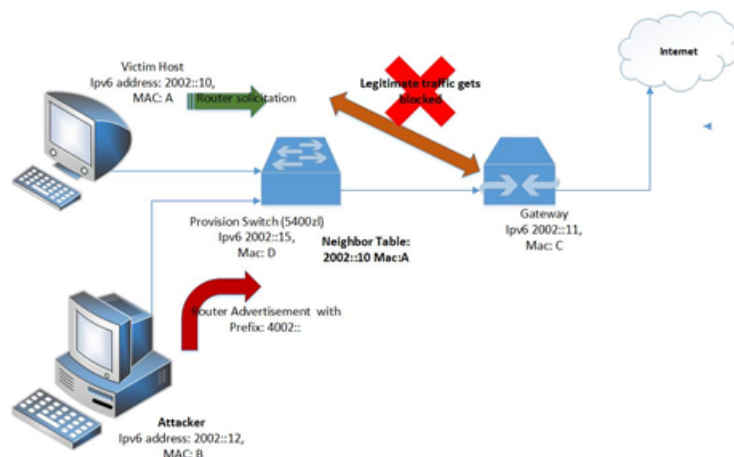 Victim Host
Ipv6 address: 2002::10,
MAC: A
Router solicitation
Legitimate traffic gets
blocked
Internet
Provision Switch (5400zl)
Ipv6 2002::15,
Mac: D
Neighbor Table:
2002::10 Mac:A
Gateway
Ipv6 2002::11,
Mac: C
Router Advertisement with
Prefix: 4002::
Attacker
Ipv6 address: 2002::12,
MAC: B